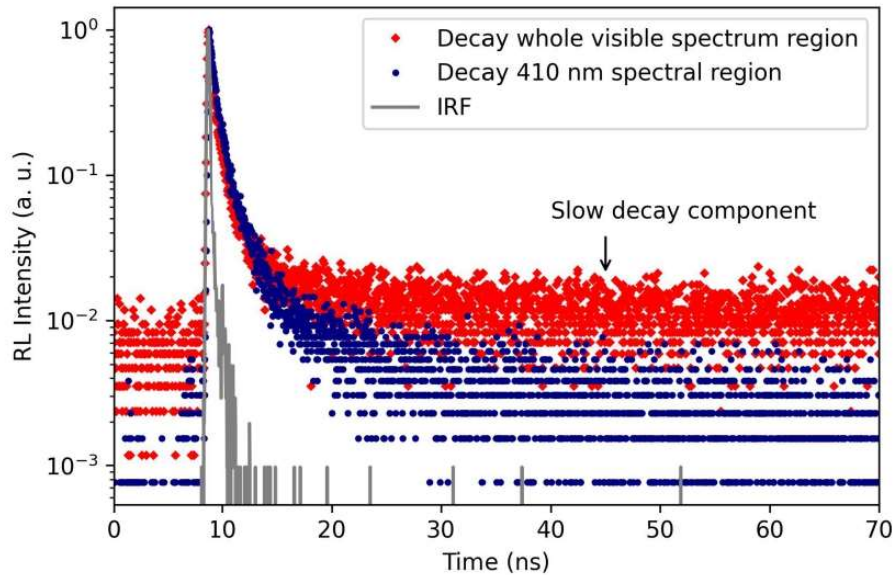 Decay whole visible spectrum region
Decay 410 nm spectral region
IRF
Slow decay component
RL Intensity (a. u.)
10⁰
10⁻¹
10⁻²
10⁻³
0 10 20 30 40 50 60 70
Time (ns)